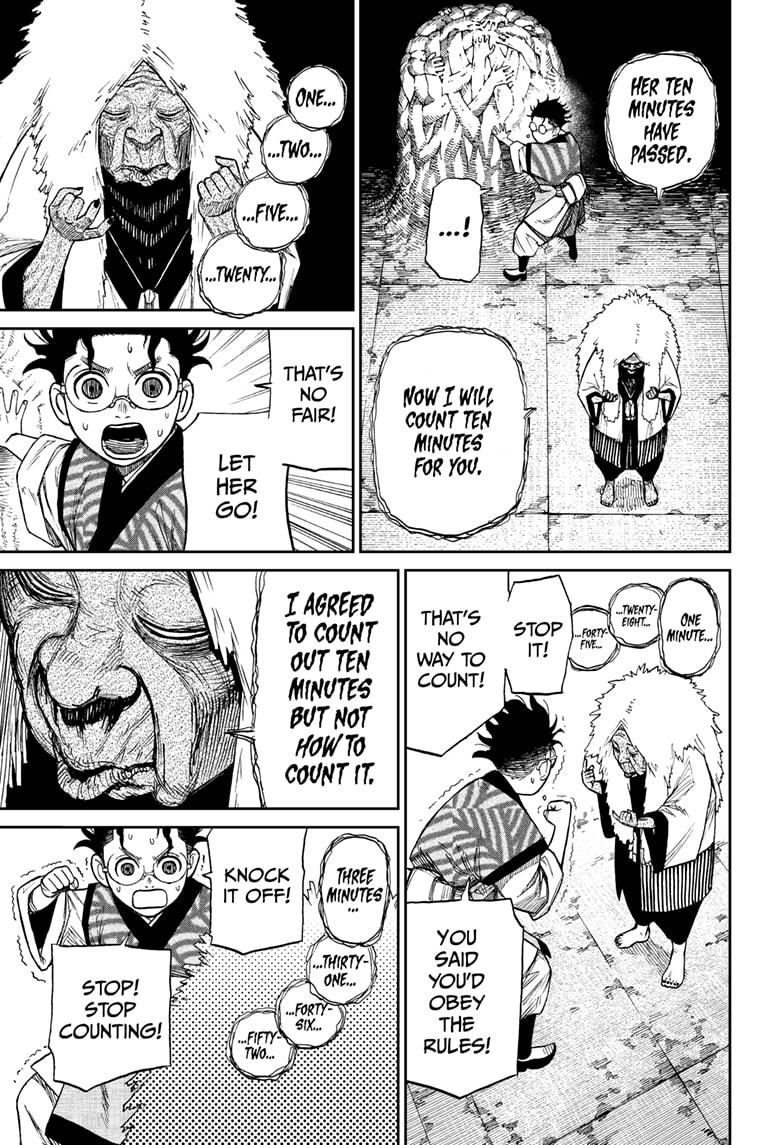 HER TEN
MINUTES
HAVE
PASSED.
...!
NOW I WILL
COUNT TEN
MINUTES
FOR YOU.
ONE...
...TWO...
...FIVE...
...TWENTY...
THAT'S
NO
FAIR!
LET
HER
GO!
ONE
MINUTE...
...TWENTY-
EIGHT...
...FORTY-
FIVE...
STOP
IT!
THAT'S
NO
WAY TO
COUNT!
YOU
SAID
YOU'D
OBEY
THE
RULES!
I AGREED
TO COUNT
OUT TEN
MINUTES
BUT NOT
HOW TO
COUNT IT.
THREE
MINUTES
...
...THIRTY-
ONE...
...FORTY-
SIX...
...FIFTY-
TWO...
KNOCK
IT OFF!
STOP!
STOP
COUNTING!